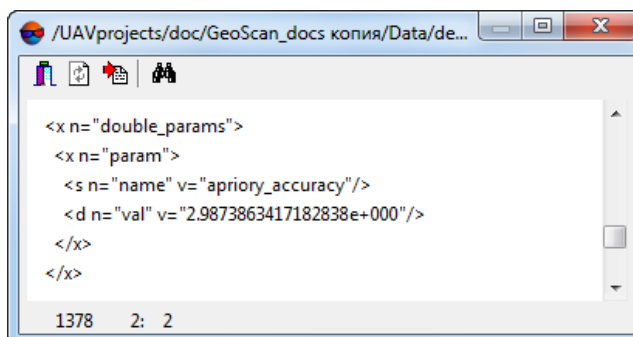 /UAVprojects/doc/GeoScan_docs копия/Data/de...
<x n="double_params">
<x n="param">
<s n="name" v="apriory_accuracy"/>
<d n="val" v="2.9873863417182838e+000"/>
</x>
</x>
1378 2: 2